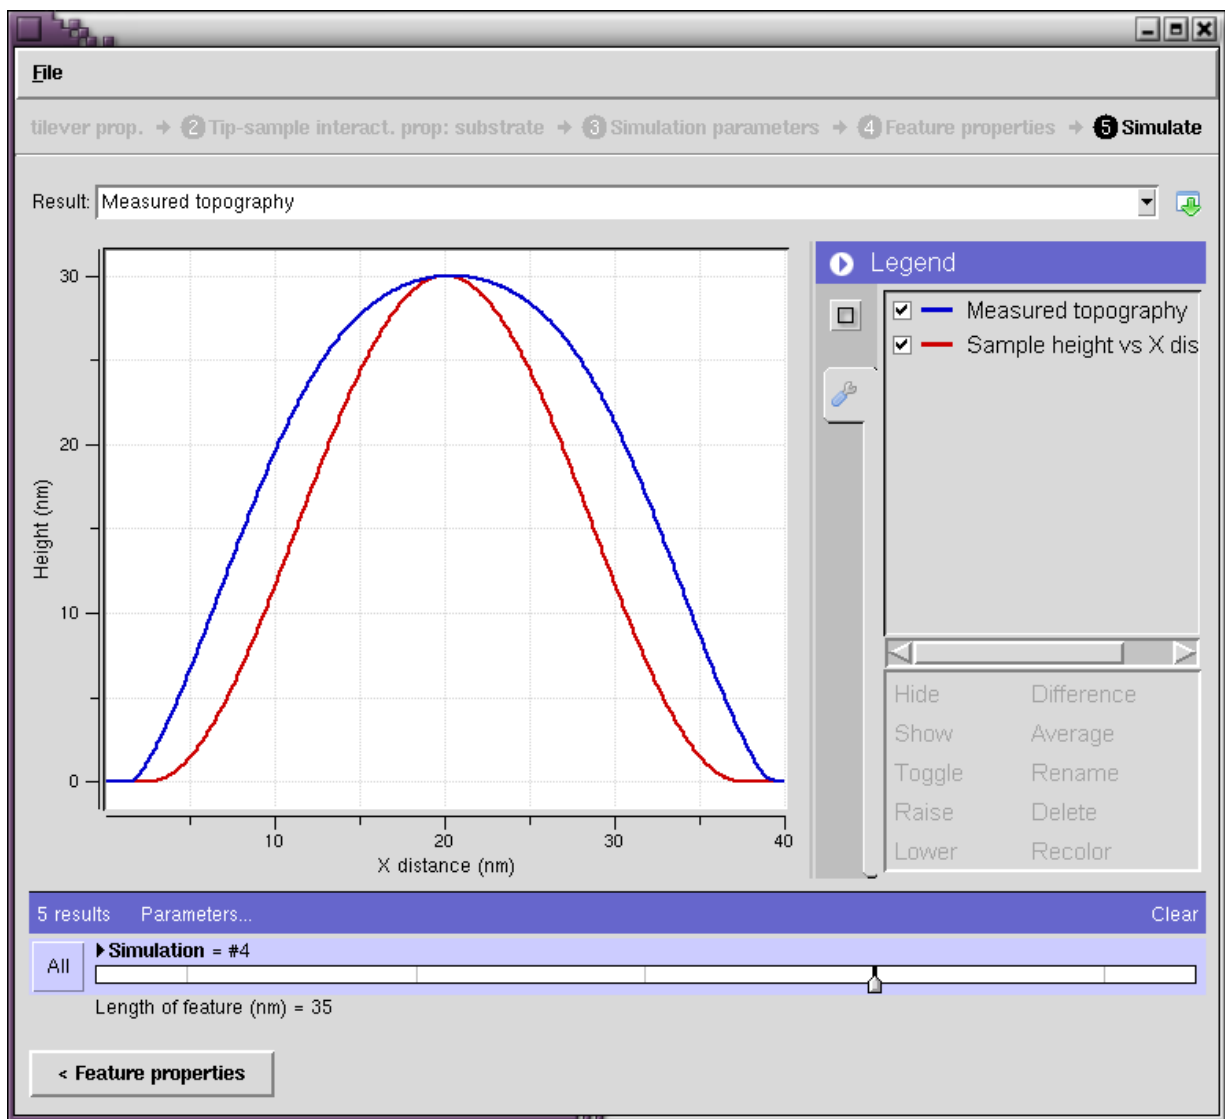 File
tilever prop. → 2 Tip-sample interact. prop: substrate → 3 Simulation parameters → 4 Feature properties → 5 Simulate
Result: Measured topography
Legend
Measured topography
Sample height vs X dis
30
20
10
0
Height (nm)
10 20 30 40
X distance (nm)
Hide Difference
Show Average
Toggle Rename
Raise Delete
Lower Recolor
5 results Parameters... Clear
All
Simulation = #4
Length of feature (nm) = 35
< Feature properties